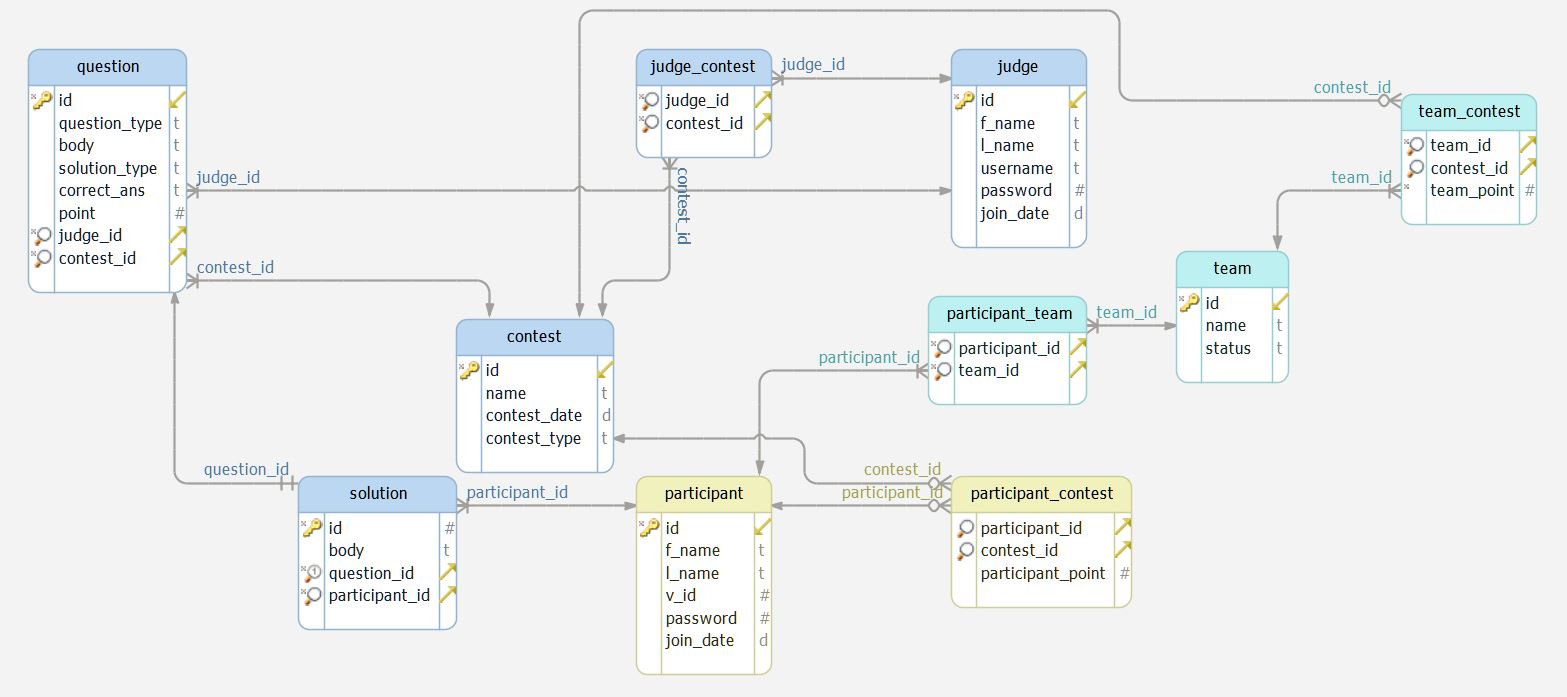 question
id
question_type t
body t
solution_type t
correct_ans t
point #
judge_id
contest_id
judge_id
contest_id
judge_contest
judge_id
contest_id
judge_id
contest_id
judge
id
f_name t
l_name t
username t
password #
join_date d
contest_id
team_contest
team_id
contest_id
team_point #
team_id
team
id
name t
status t
participant_team
participant_id
team_id
team_id
participant_id
contest
id
name t
contest_date d
contest_type t
question_id
solution
id #
body t
1 question_id
participant_id
participant_id
participant
id
f_name t
l_name t
v_id #
password #
join_date d
contest_id
participant_id
participant_contest
participant_id
contest_id
participant_point #